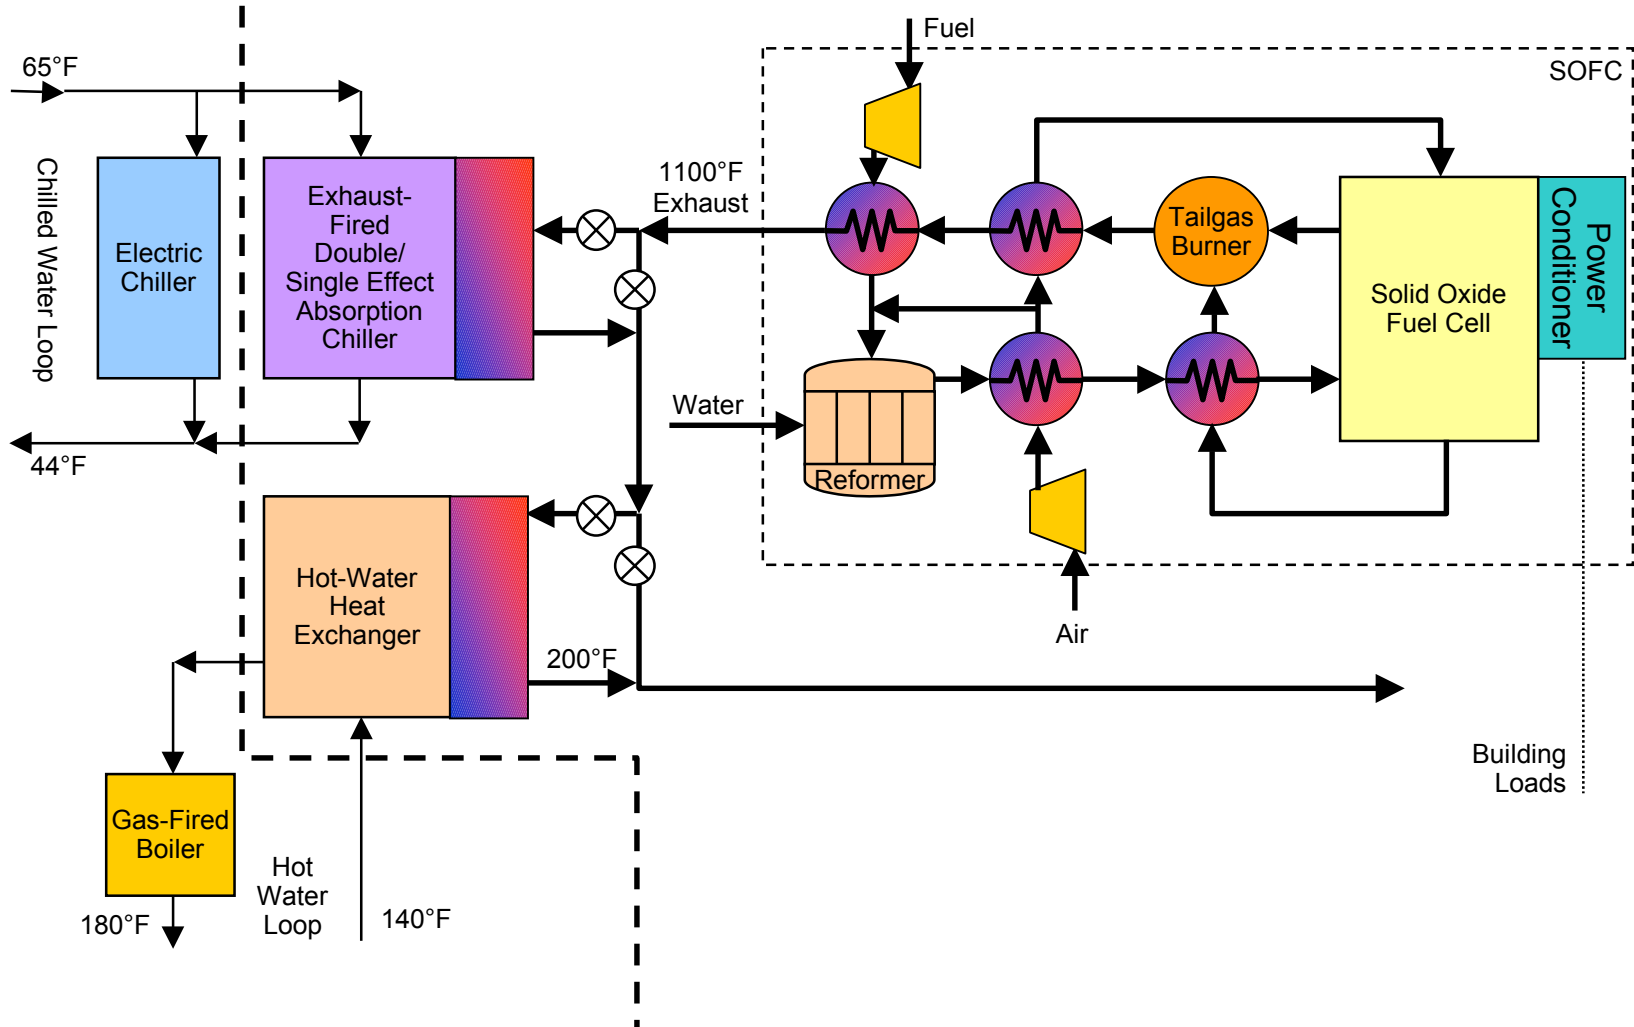 Fuel
SOFC
65°F
Chilled Water Loop
Electric
Chiller
Exhaust-
Fired
Double/
Single Effect
Absorption
Chiller
1100°F
Exhaust
Tailgas
Burner
Solid Oxide
Fuel Cell
Power
Conditioner
Water
Reformer
44°F
Air
Hot-Water
Heat
Exchanger
200°F
Building
Loads
Gas-Fired
Boiler
Hot
Water
Loop
180°F
140°F